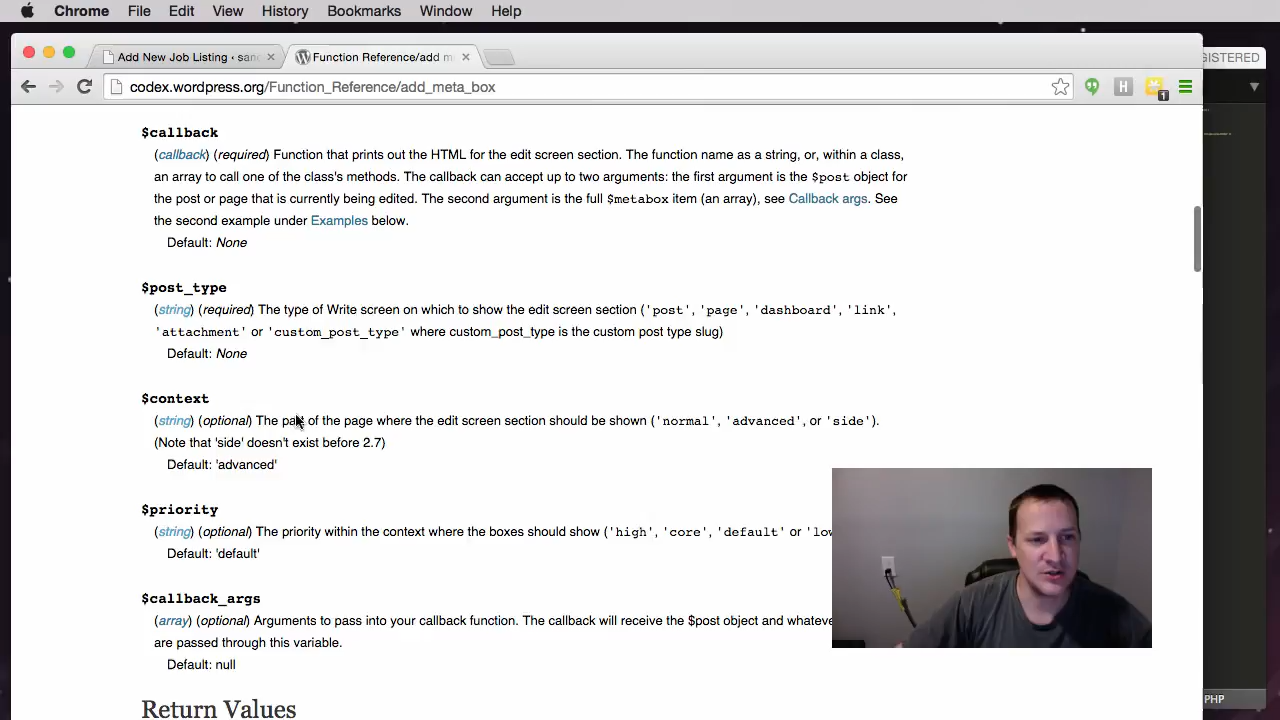 Chrome File Edit View History Bookmarks Window Help
Add New Job Listing ‹ san
Function Reference/add m
GISTERED
codex.wordpress.org/Function_Reference/add_meta_box
H
1
$callback
(callback) (required) Function that prints out the HTML for the edit screen section. The function name as a string, or, within a class,
an array to call one of the class's methods. The callback can accept up to two arguments: the first argument is the $post object for
the post or page that is currently being edited. The second argument is the full $metabox item (an array), see Callback args. See
the second example under Examples below.
Default: None
$post_type
(string) (required) The type of Write screen on which to show the edit screen section ('post', 'page', 'dashboard', 'link',
'attachment' or 'custom_post_type' where custom_post_type is the custom post type slug)
Default: None
$context
(string) (optional) The part of the page where the edit screen section should be shown ('normal', 'advanced', or 'side').
(Note that 'side' doesn't exist before 2.7)
Default: 'advanced'
$priority
(string) (optional) The priority within the context where the boxes should show ('high', 'core', 'default' or 'low
Default: 'default'
$callback_args
(array) (optional) Arguments to pass into your callback function. The callback will receive the $post object and whateve
are passed through this variable.
Default: null
Return Values
PHP